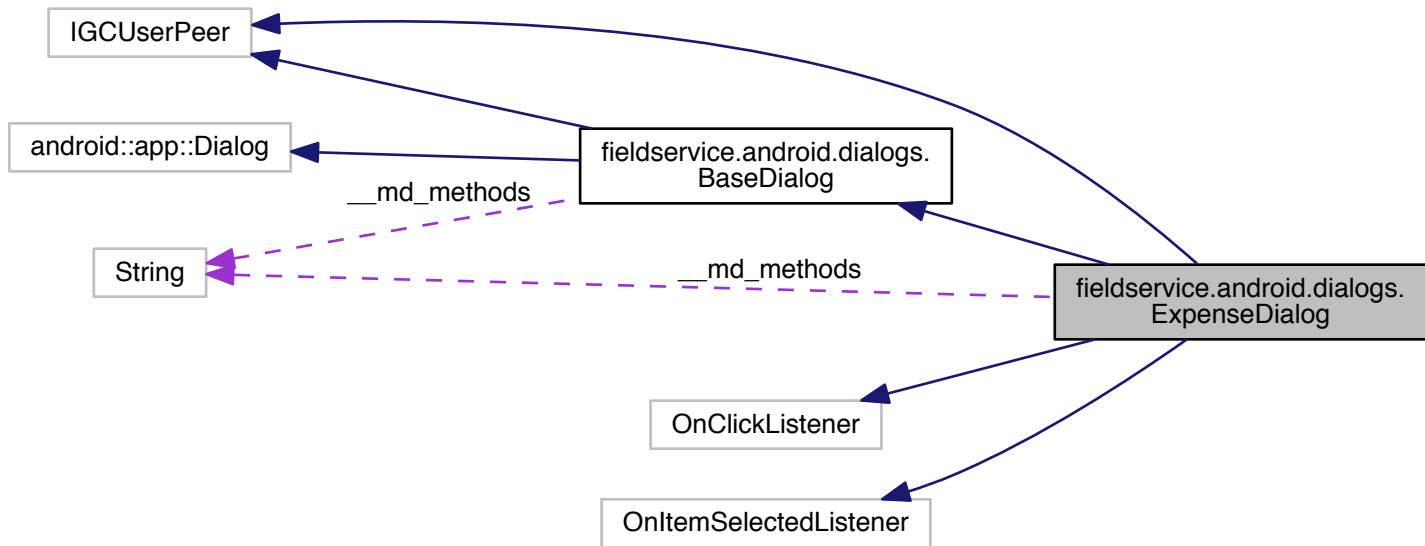 IGCUserPeer
android::app::Dialog
fieldservice.android.dialogs.
BaseDialog
__md_methods
String
__md_methods
fieldservice.android.dialogs.
ExpenseDialog
OnClickListener
OnItemSelectedListener